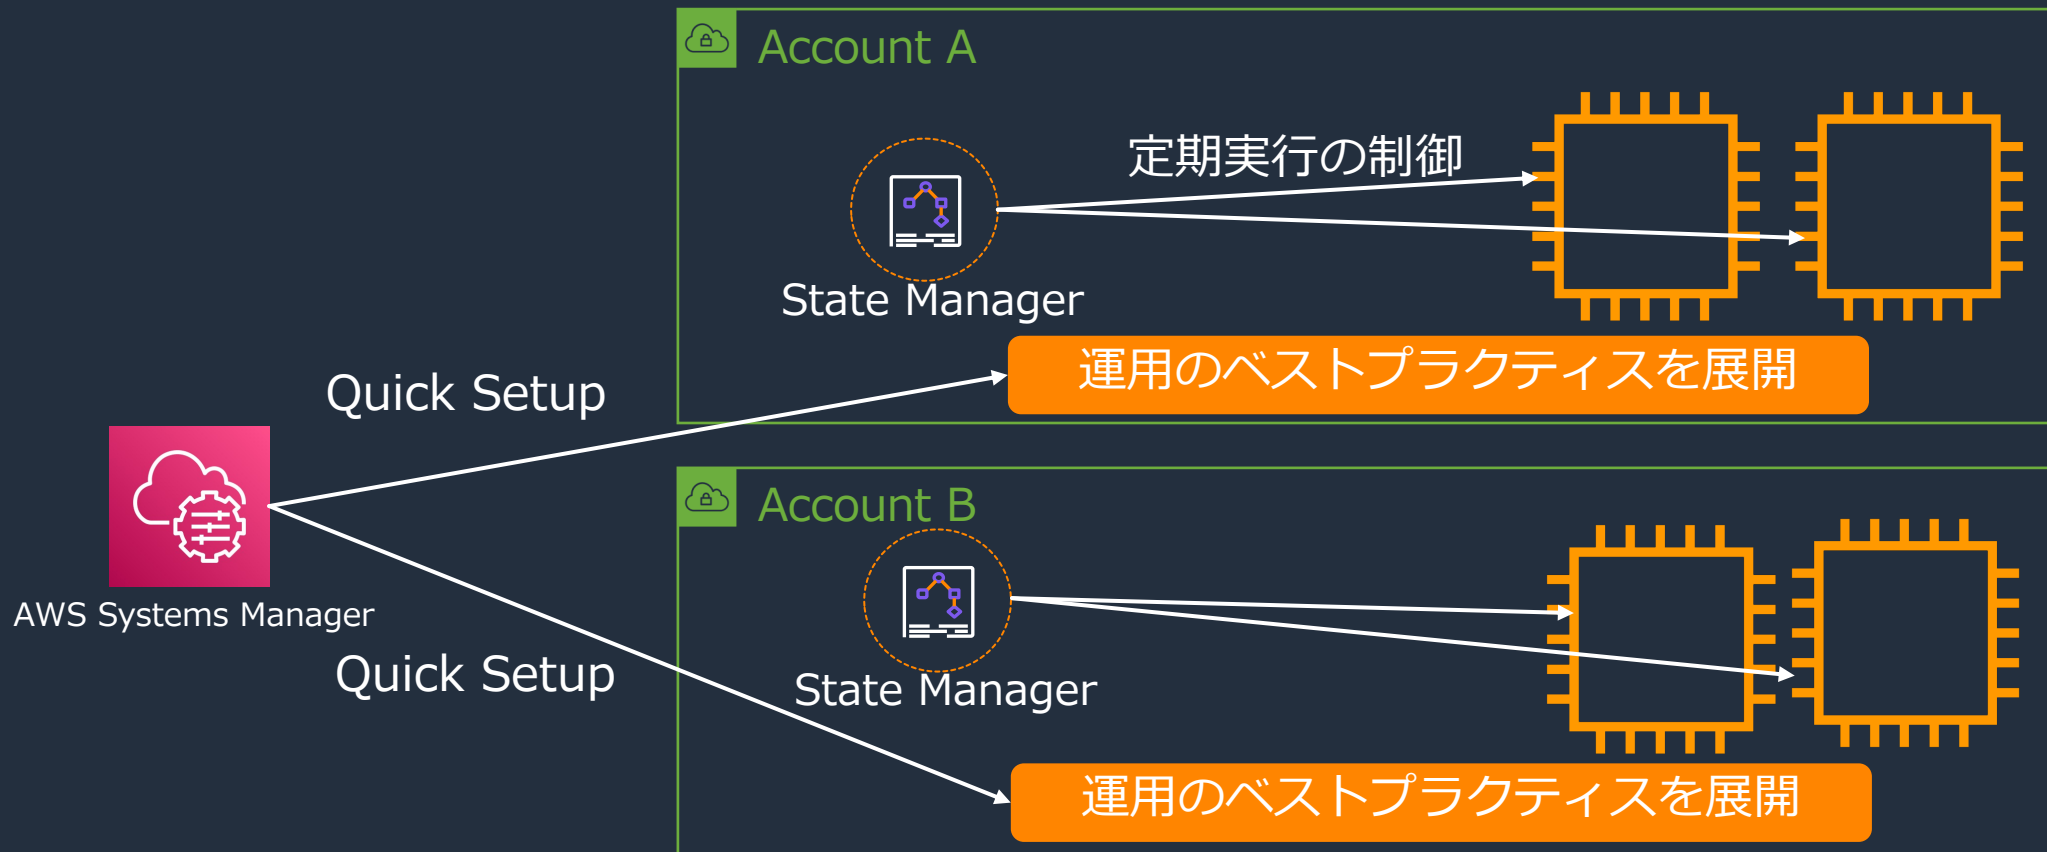 Account A
定期実行の制御
State Manager
運用のベストプラクティスを展開
Quick Setup
AWS Systems Manager
Quick Setup
Account B
State Manager
運用のベストプラクティスを展開